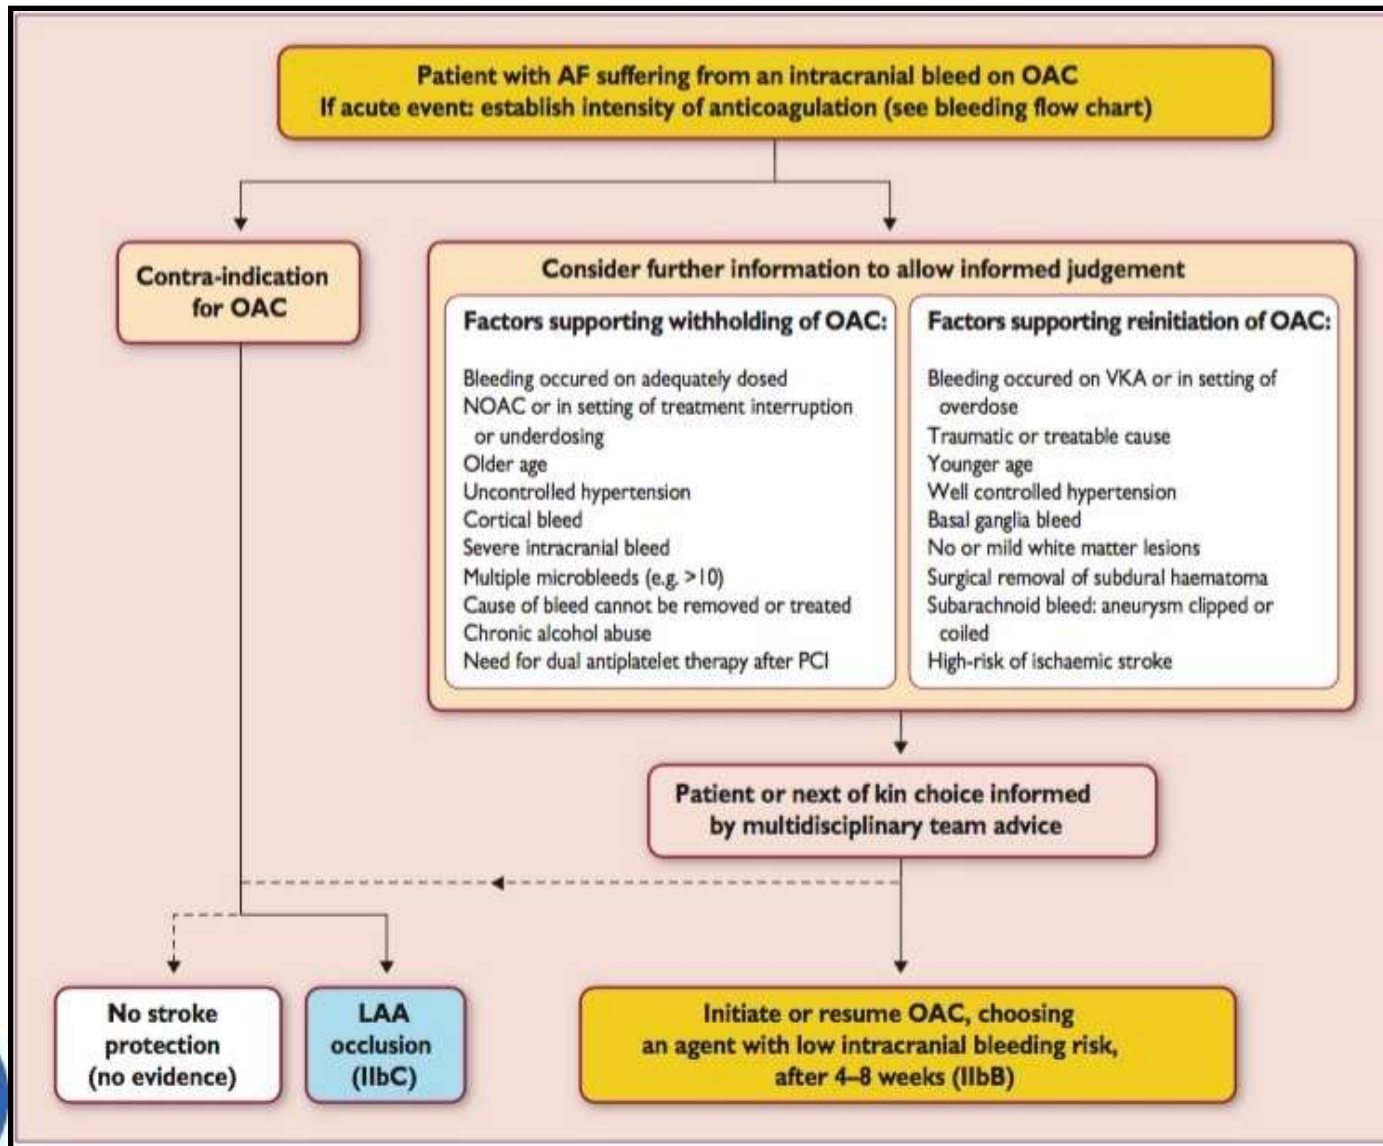 Patient with AF suffering from an intracranial bleed on OAC
If acute event: establish intensity of anticoagulation (see bleeding flow chart)
Contra-indication
for OAC
Consider further information to allow informed judgement
Factors supporting withholding of OAC:
Bleeding occured on adequately dosed
NOAC or in setting of treatment interruption
or underdosing
Older age
Uncontrolled hypertension
Cortical bleed
Severe intracranial bleed
Multiple microbleeds (e.g. >10)
Cause of bleed cannot be removed or treated
Chronic alcohol abuse
Need for dual antiplatelet therapy after PCI
Factors supporting reinitiation of OAC:
Bleeding occured on VKA or in setting of
overdose
Traumatic or treatable cause
Younger age
Well controlled hypertension
Basal ganglia bleed
No or mild white matter lesions
Surgical removal of subdural haematoma
Subarachnoid bleed: aneurysm clipped or
coiled
High-risk of ischaemic stroke
Patient or next of kin choice informed
by multidisciplinary team advice
No stroke
protection
(no evidence)
LAA
occlusion
(IIbC)
Initiate or resume OAC, choosing
an agent with low intracranial bleeding risk,
after 4–8 weeks (IIbB)